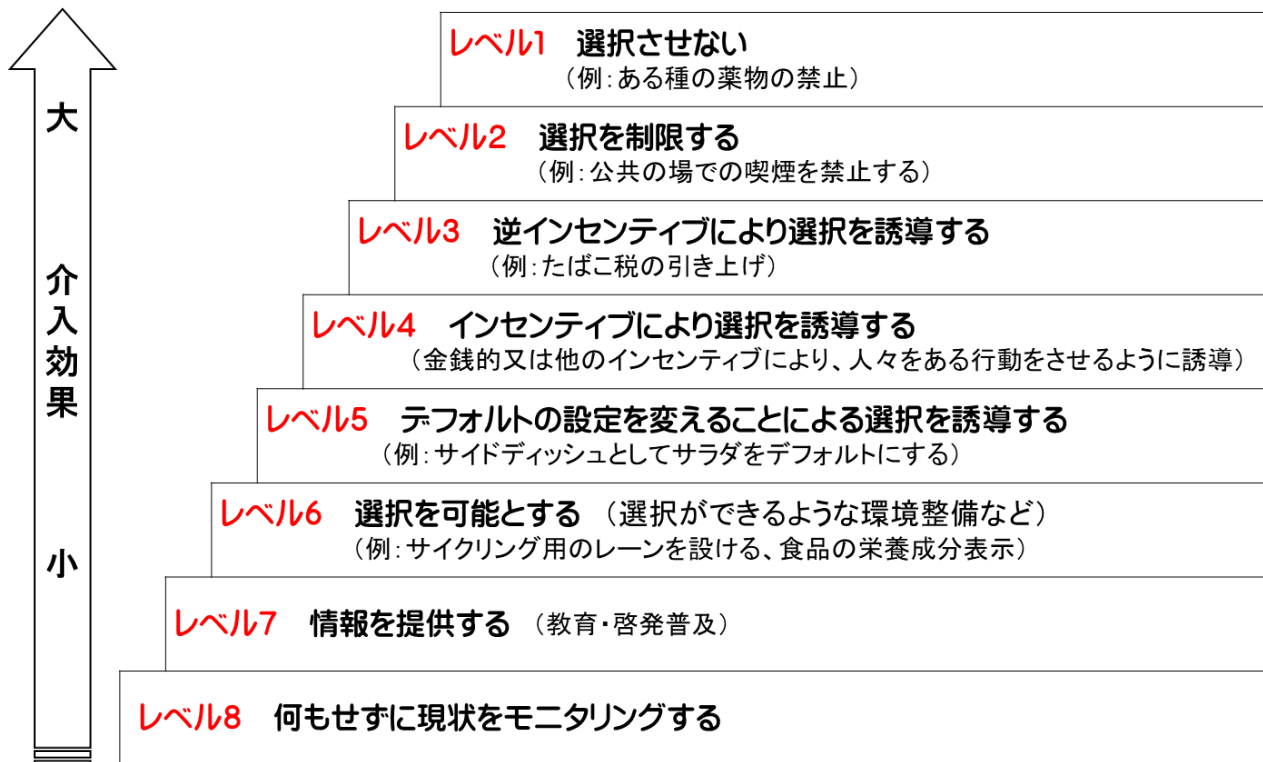 大
介入効果
小
レベル1 選択させない
（例：ある種の薬物の禁止）
レベル2 選択を制限する
（例：公共の場での喫煙を禁止する）
レベル3 逆インセンティブにより選択を誘導する
（例：たばこ税の引き上げ）
レベル4 インセンティブにより選択を誘導する
（金銭的又は他のインセンティブにより、人々をある行動をさせるように誘導）
レベル5 デフォルトの設定を変えることによる選択を誘導する
（例：サイドディッシュとしてサラダをデフォルトにする）
レベル6 選択を可能とする （選択ができるような環境整備など）
（例：サイクリング用のレーンを設ける、食品の栄養成分表示）
レベル7 情報を提供する （教育・啓発普及）
レベル8 何もせずに現状をモニタリングする